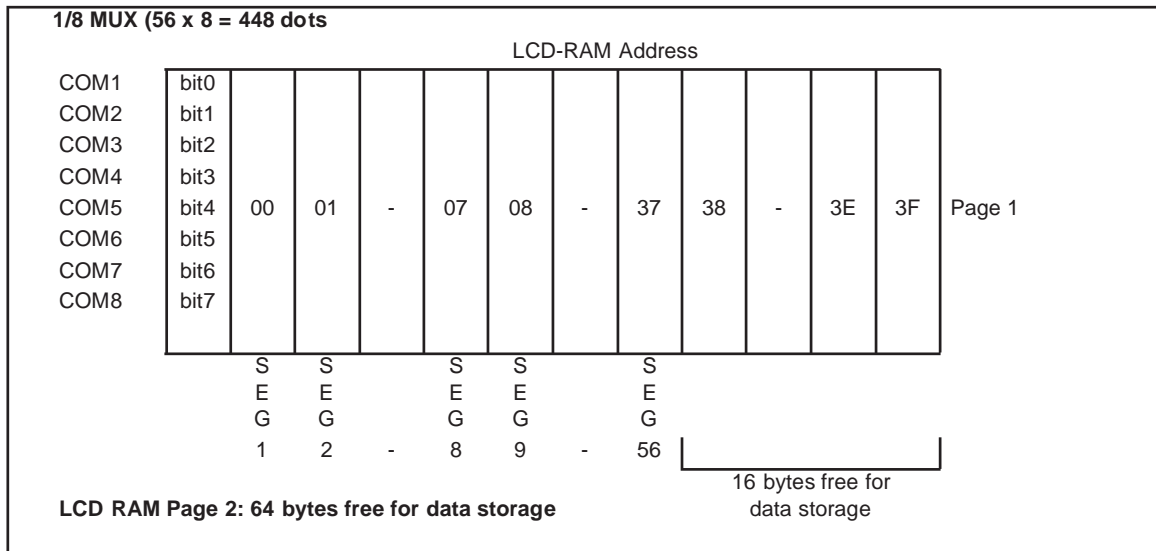 1/8 MUX (56 x 8 = 448 dots
LCD-RAM Address
COM1 bit0
COM2 bit1
COM3 bit2
COM4 bit3
COM5 bit4 00 01 - 07 08 - 37 38 - 3E 3F Page 1
COM6 bit5
COM7 bit6
COM8 bit7
S S S S S
E E E E E
G G G G G
1 2 - 8 9 - 56
16 bytes free for
LCD RAM Page 2: 64 bytes free for data storage data storage